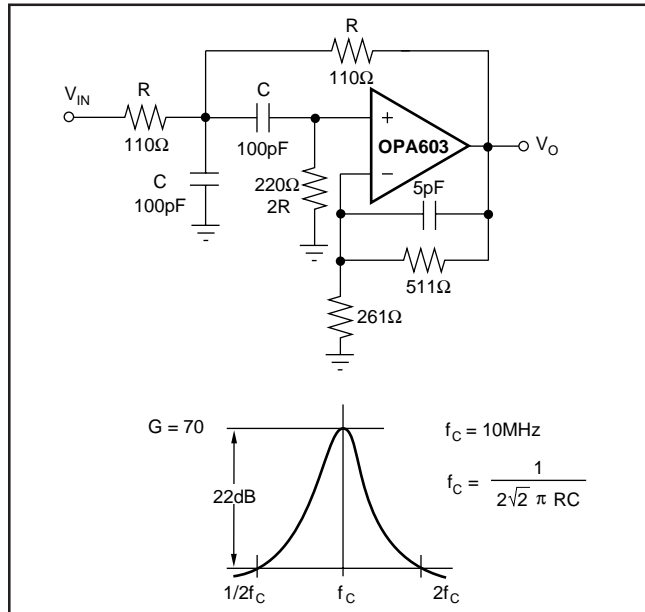 R
110Ω
V_IN
R
110Ω
C
100pF
C
100pF
220Ω
2R
+
−
OPA603
V_O
5pF
511Ω
261Ω
G = 70
22dB
1/2f_C
f_C
2f_C
f_C = 10MHz
f_C = 1 / 2√2 π RC